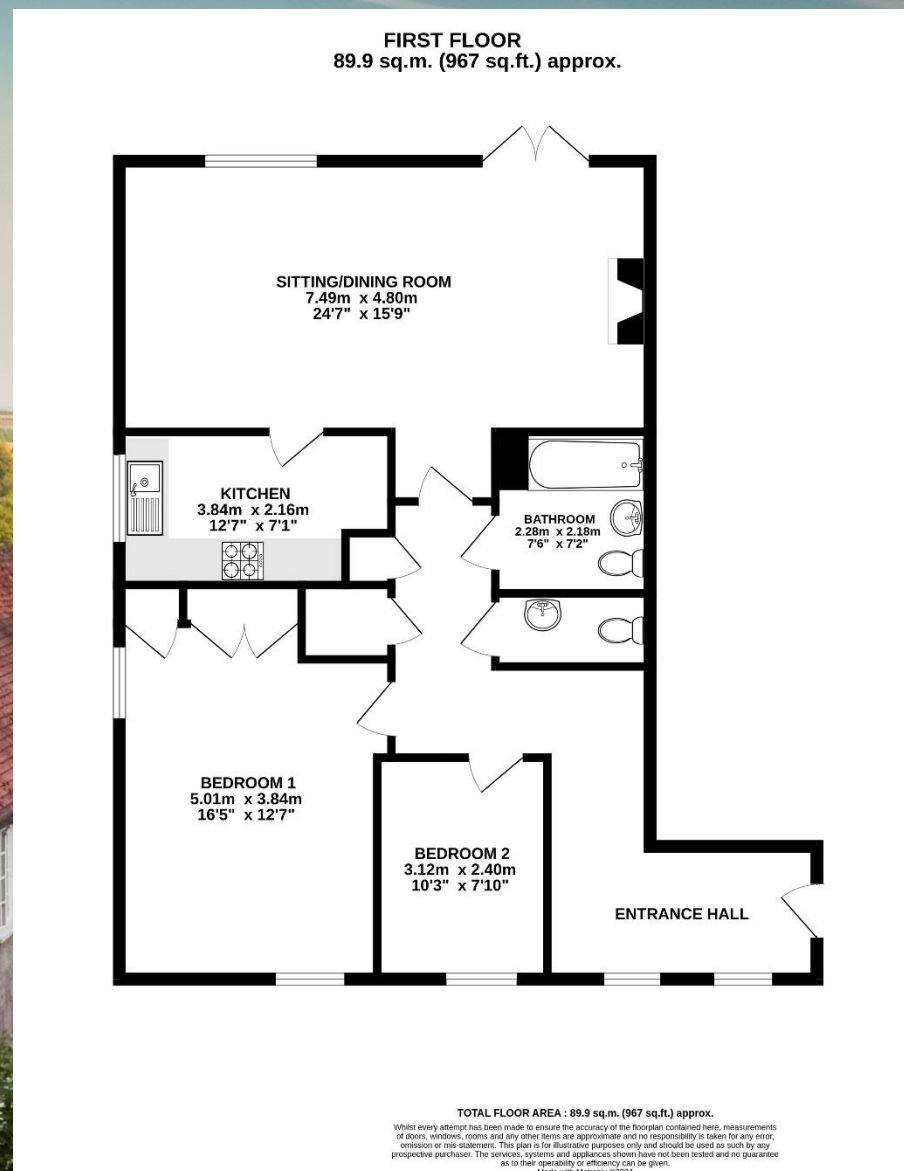 FIRST FLOOR
89.9 sq.m. (967 sq.ft.) approx.
SITTING/DINING ROOM
7.49m x 4.80m
24'7" x 15'9"
KITCHEN
3.84m x 2.16m
12'7" x 7'1"
BATHROOM
2.28m x 2.18m
7'6" x 7'2"
BEDROOM 1
5.01m x 3.84m
16'5" x 12'7"
BEDROOM 2
3.12m x 2.40m
10'3" x 7'10"
ENTRANCE HALL
TOTAL FLOOR AREA : 89.9 sq.m. (967 sq.ft.) approx.
Whilst every attempt has been made to ensure the accuracy of the floorplan contained here, measurements
of doors, windows, rooms and any other items are approximate and no responsibility is taken for any error,
omission or mis-statement. This plan is for illustrative purposes only and should be used as such by any
prospective purchaser. The services, systems and appliances shown have not been tested and no guarantee
as to their operability or efficiency can be given.
Made with Metropix ©2024